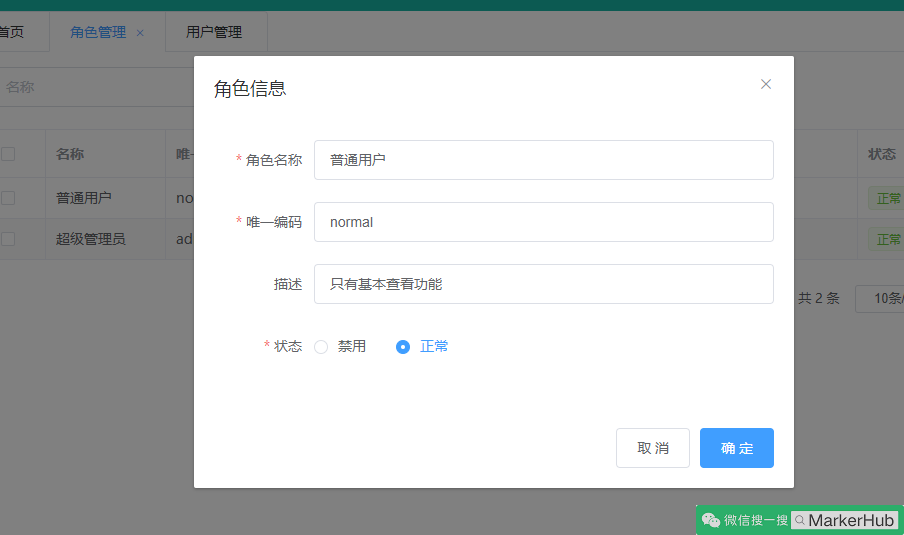 首页 角色管理 × 用户管理
名称
角色信息 ×
名称 唯一 状态
* 角色名称 普通用户
普通用户 no 正常
* 唯一编码 normal
超级管理员 ad 正常
描述 只有基本查看功能
共 2 条 10条/
* 状态 禁用 正常
取 消 确 定
微信搜一搜 MarkerHub